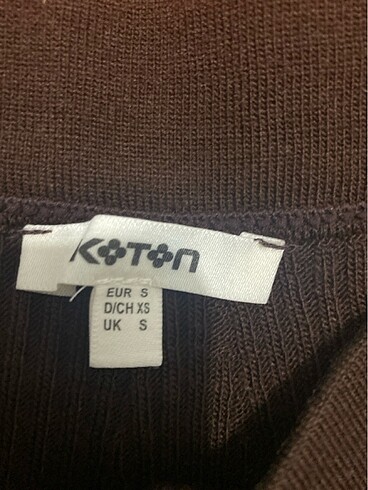 KOTON
EUR S
D/CH XS
UK S